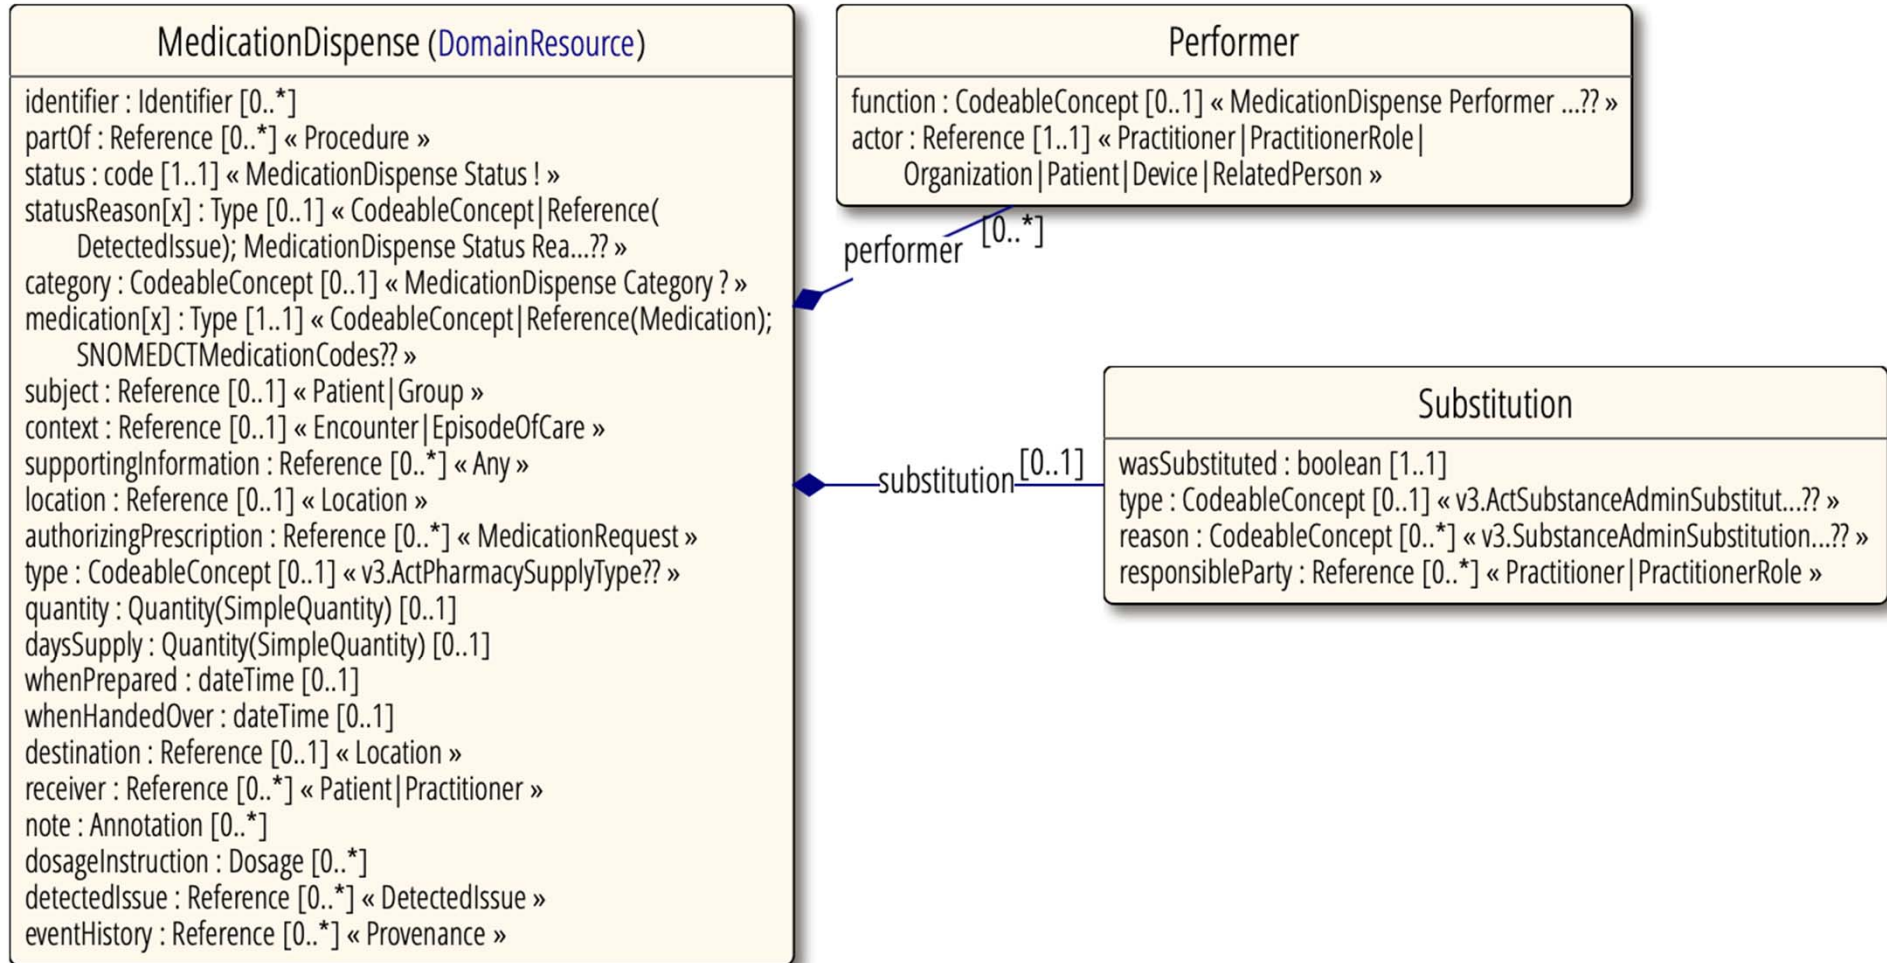 MedicationDispense (DomainResource)
identifier : Identifier [0..*]
partOf : Reference [0..*] « Procedure »
status : code [1..1] « MedicationDispense Status ! »
statusReason[x] : Type [0..1] « CodeableConcept|Reference(
DetectedIssue); MedicationDispense Status Rea...?? »
category : CodeableConcept [0..1] « MedicationDispense Category ? »
medication[x] : Type [1..1] « CodeableConcept|Reference(Medication);
SNOMEDCTMedicationCodes?? »
subject : Reference [0..1] « Patient|Group »
context : Reference [0..1] « Encounter|EpisodeOfCare »
supportingInformation : Reference [0..*] « Any »
location : Reference [0..1] « Location »
authorizingPrescription : Reference [0..*] « MedicationRequest »
type : CodeableConcept [0..1] « v3.ActPharmacySupplyType?? »
quantity : Quantity(SimpleQuantity) [0..1]
daysSupply : Quantity(SimpleQuantity) [0..1]
whenPrepared : dateTime [0..1]
whenHandedOver : dateTime [0..1]
destination : Reference [0..1] « Location »
receiver : Reference [0..*] « Patient|Practitioner »
note : Annotation [0..*]
dosageInstruction : Dosage [0..*]
detectedIssue : Reference [0..*] « DetectedIssue »
eventHistory : Reference [0..*] « Provenance »
Performer
function : CodeableConcept [0..1] « MedicationDispense Performer ...?? »
actor : Reference [1..1] « Practitioner|PractitionerRole|
Organization|Patient|Device|RelatedPerson »
performer [0..*]
substitution [0..1]
Substitution
wasSubstituted : boolean [1..1]
type : CodeableConcept [0..1] « v3.ActSubstanceAdminSubstitut...?? »
reason : CodeableConcept [0..*] « v3.SubstanceAdminSubstitution...?? »
responsibleParty : Reference [0..*] « Practitioner|PractitionerRole »